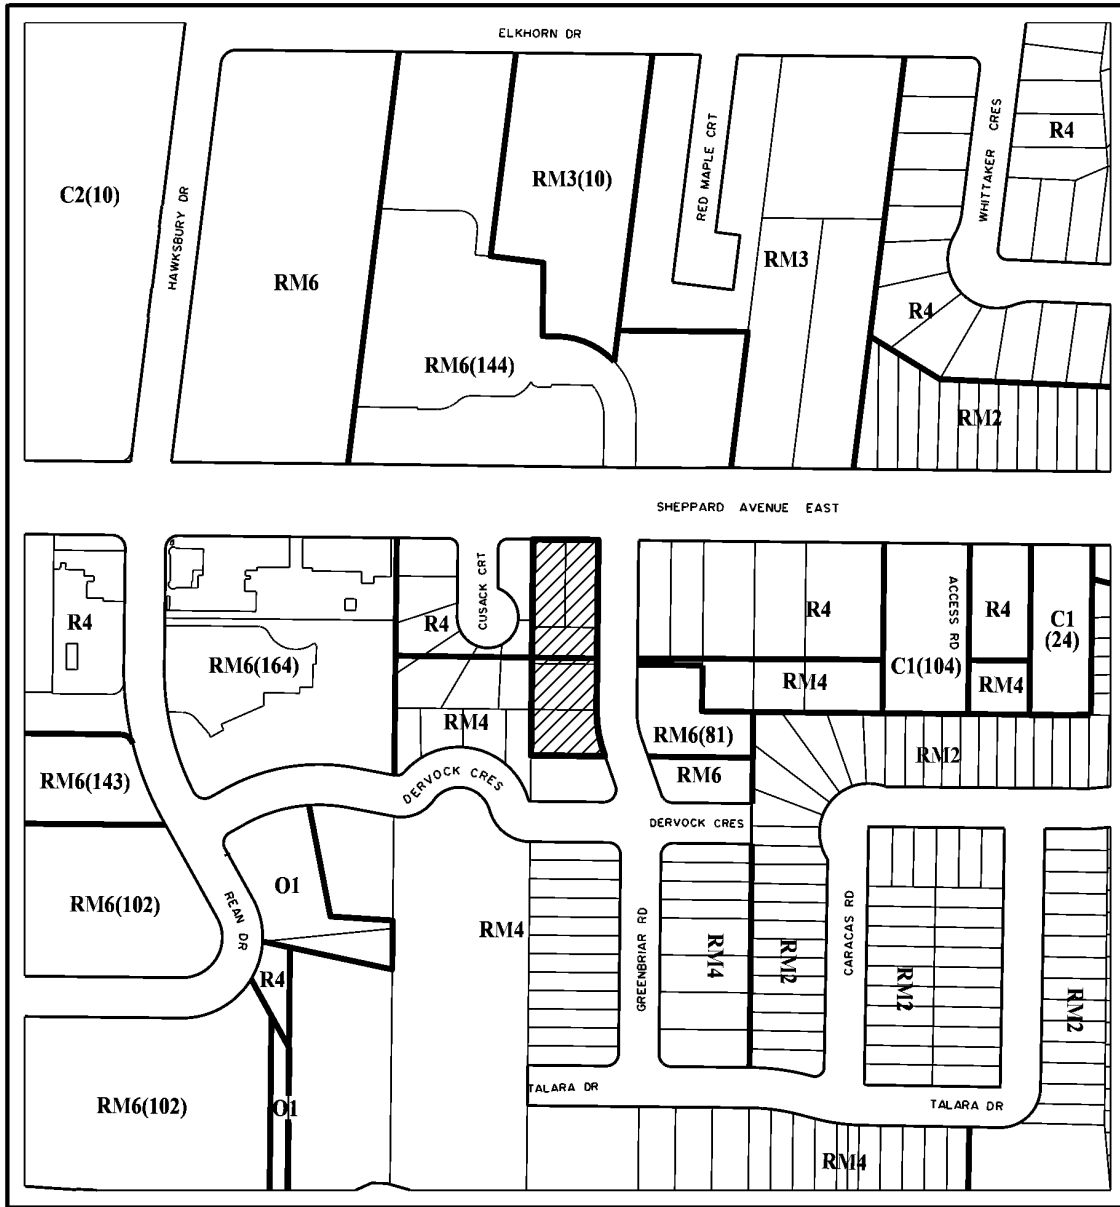 ELKHORN DR
HAWKSBURY DR
C2(10)
RM6
RM3(10)
RED MAPLE CRT
RM3
WHITTAKER CRES
R4
R4
RM6(144)
RM2
SHEPPARD AVENUE EAST
R4
RM6(164)
CUSACK CRT
R4
RM4
R4
ACCESS RD
R4
C1
(24)
C1(104)
RM4
RM4
RM6(81)
RM2
RM6
RM6(143)
DERVOCK CRES
DERVOCK CRES
RM6(102)
REAN DR
O1
RM4
GREENBRIAR RD
RM4
RM2
CARACAS RD
RM2
RM2
R4
TALARA DR
TALARA DR
RM6(102)
O1
RM4